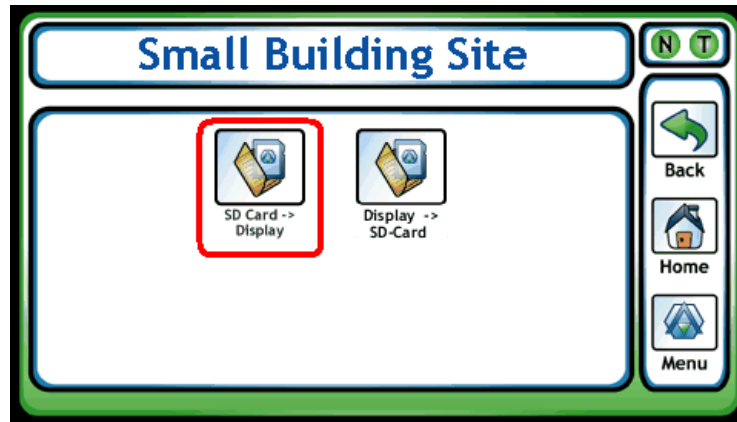 Small Building Site
N T
SD Card ->
Display
Display ->
SD-Card
Back
Home
Menu